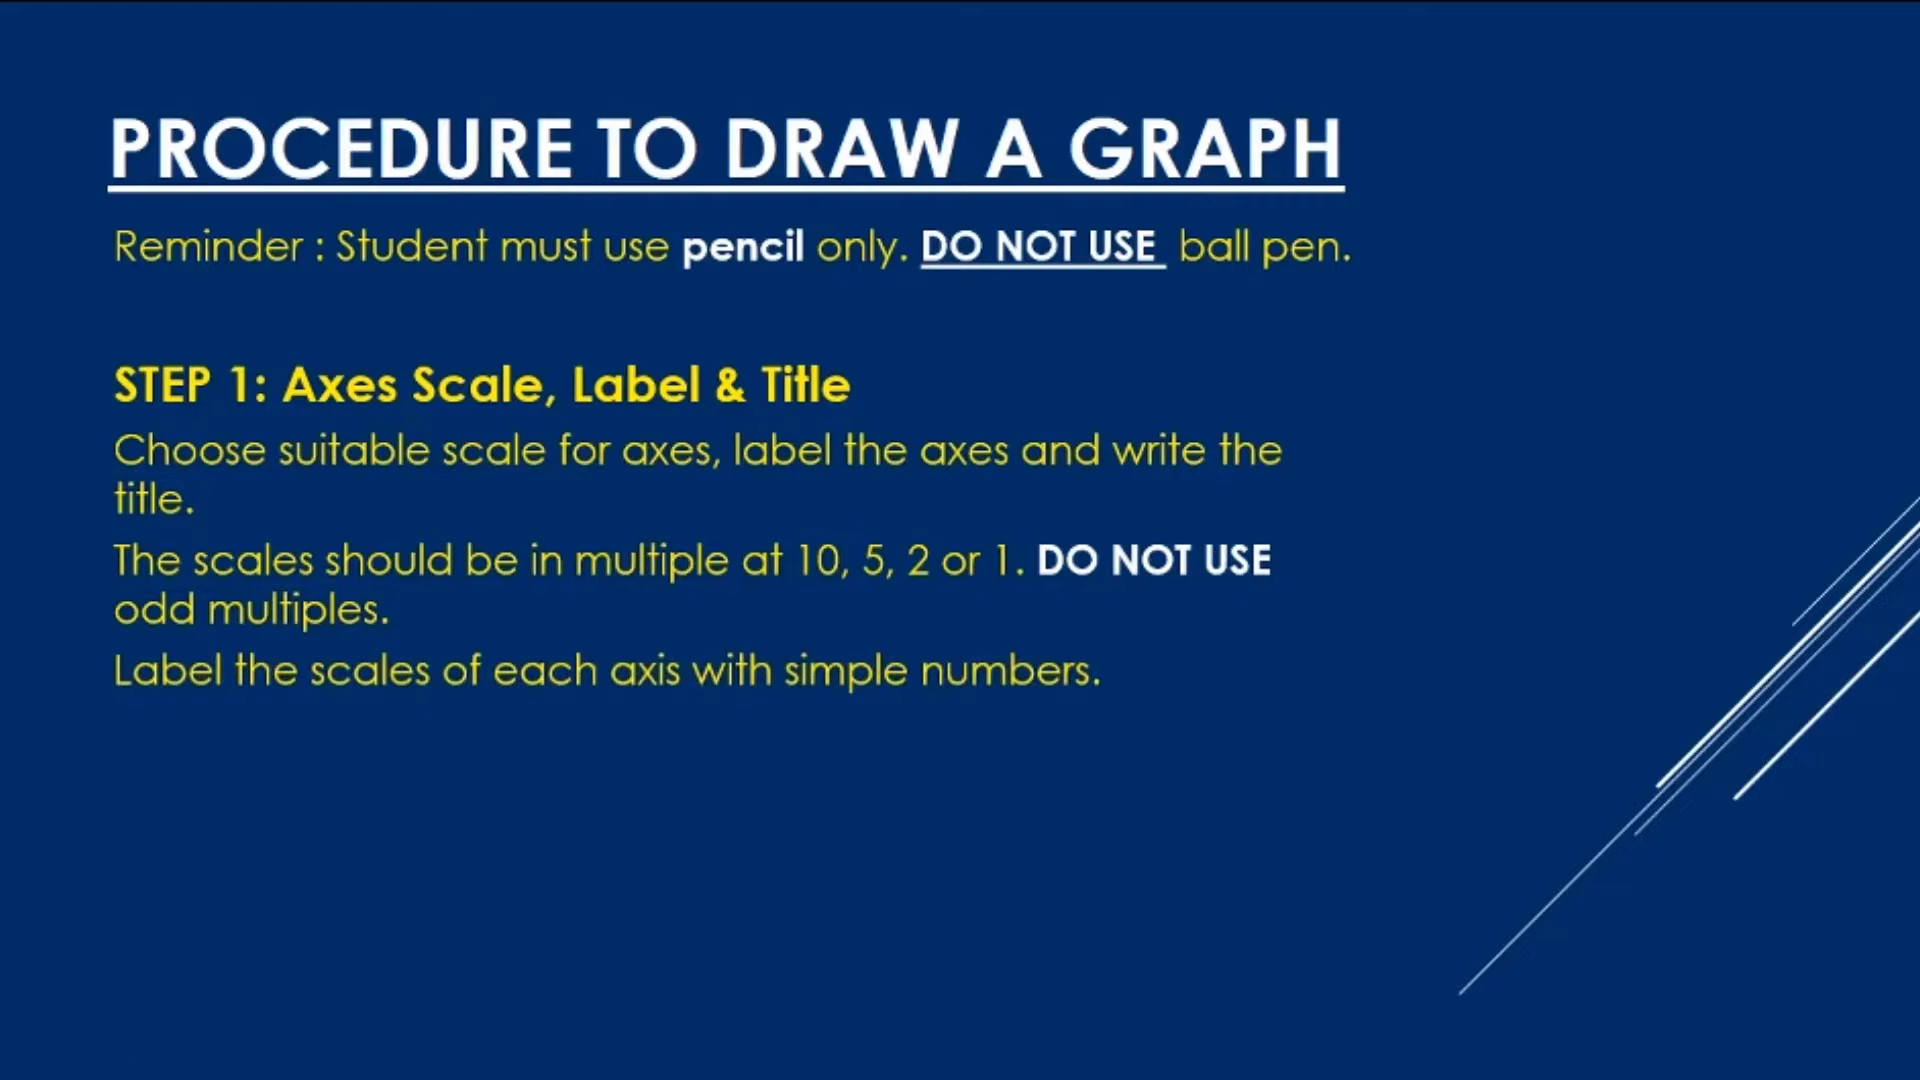 PROCEDURE TO DRAW A GRAPH
Reminder : Student must use pencil only. DO NOT USE ball pen.
STEP 1: Axes Scale, Label & Title
Choose suitable scale for axes, label the axes and write the
title.
The scales should be in multiple at 10, 5, 2 or 1. DO NOT USE
odd multiples.
Label the scales of each axis with simple numbers.